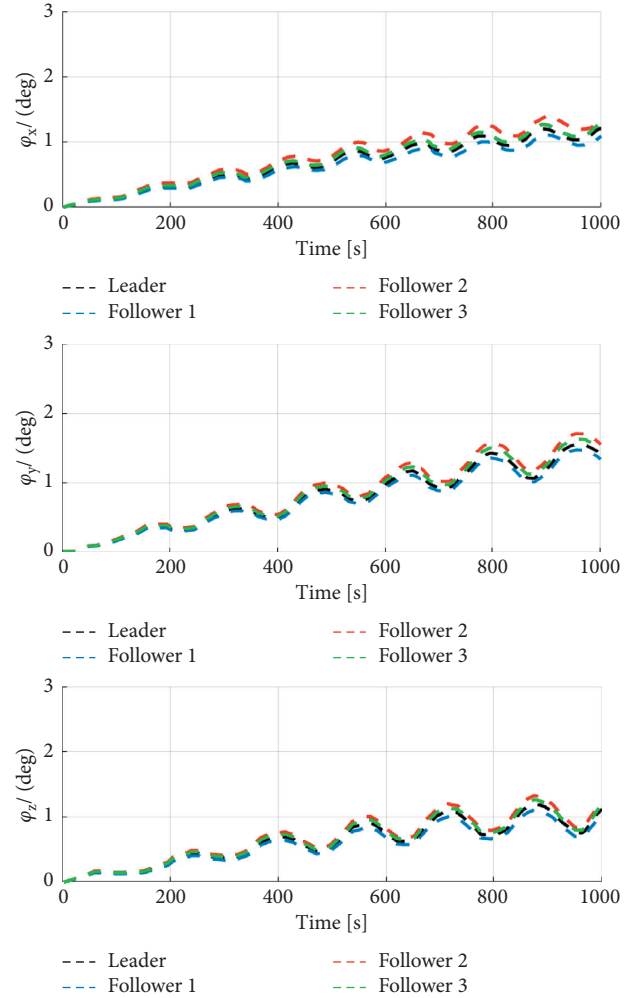 3
2
1
0
φx/ (deg)
0 200 400 600 800 1000
Time [s]
Leader Follower 2
Follower 1 Follower 3
3
2
1
0
φy/ (deg)
0 200 400 600 800 1000
Time [s]
Leader Follower 2
Follower 1 Follower 3
3
2
1
0
φz/ (deg)
0 200 400 600 800 1000
Time [s]
Leader Follower 2
Follower 1 Follower 3